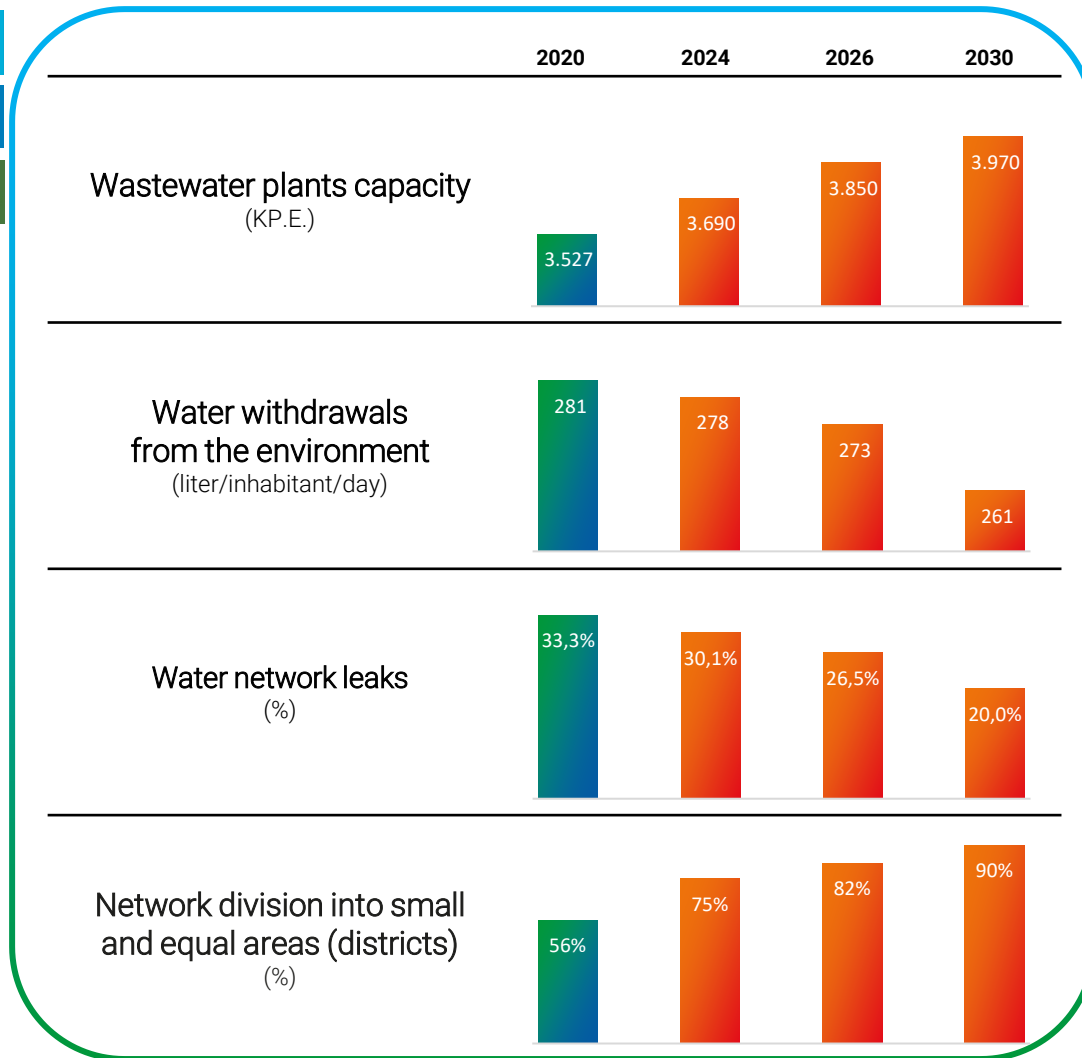 2020 2024 2026 2030
Wastewater plants capacity
(KP.E.)
3.527 3.690 3.850 3.970
Water withdrawals
from the environment
(liter/inhabitant/day)
281 278 273 261
Water network leaks
(%)
33,3% 30,1% 26,5% 20,0%
Network division into small
and equal areas (districts)
(%)
56% 75% 82% 90%